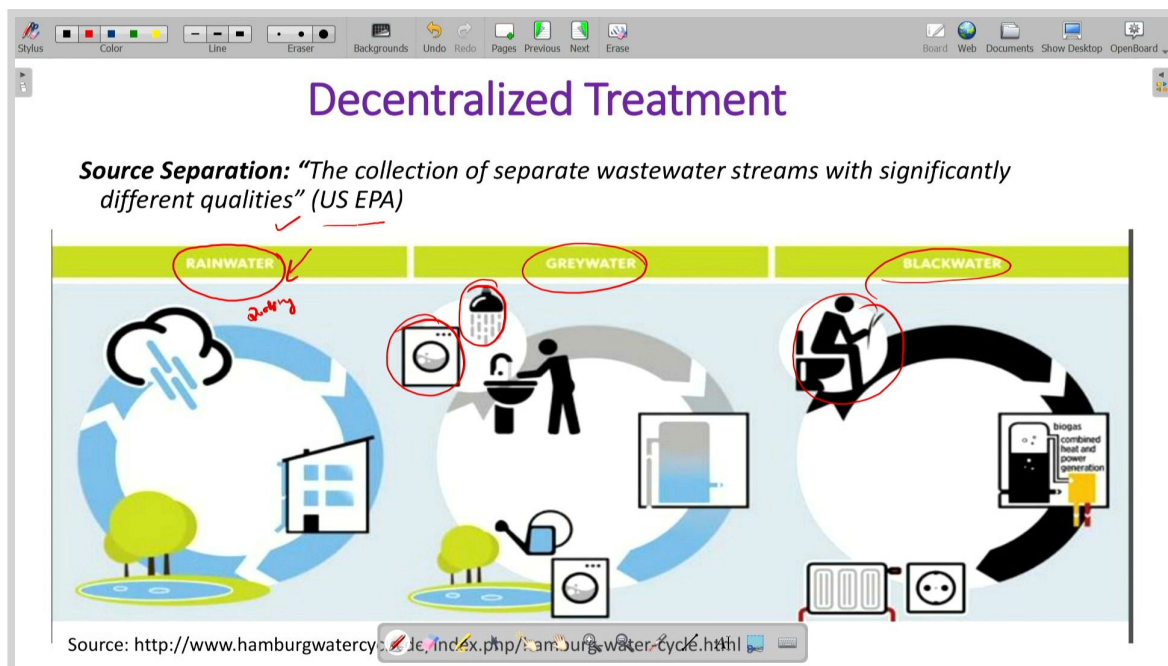 Stylus
Color
Line
Eraser
Backgrounds
Undo
Redo
Pages
Previous
Next
Erase
Board
Web
Documents
Show Desktop
OpenBoard
Decentralized Treatment
Source Separation: “The collection of separate wastewater streams with significantly
different qualities” (US EPA)
RAINWATER
GREYWATER
BLACKWATER
biogas
combined
heat and
power
generation
Source: http://www.hamburgwatercyc